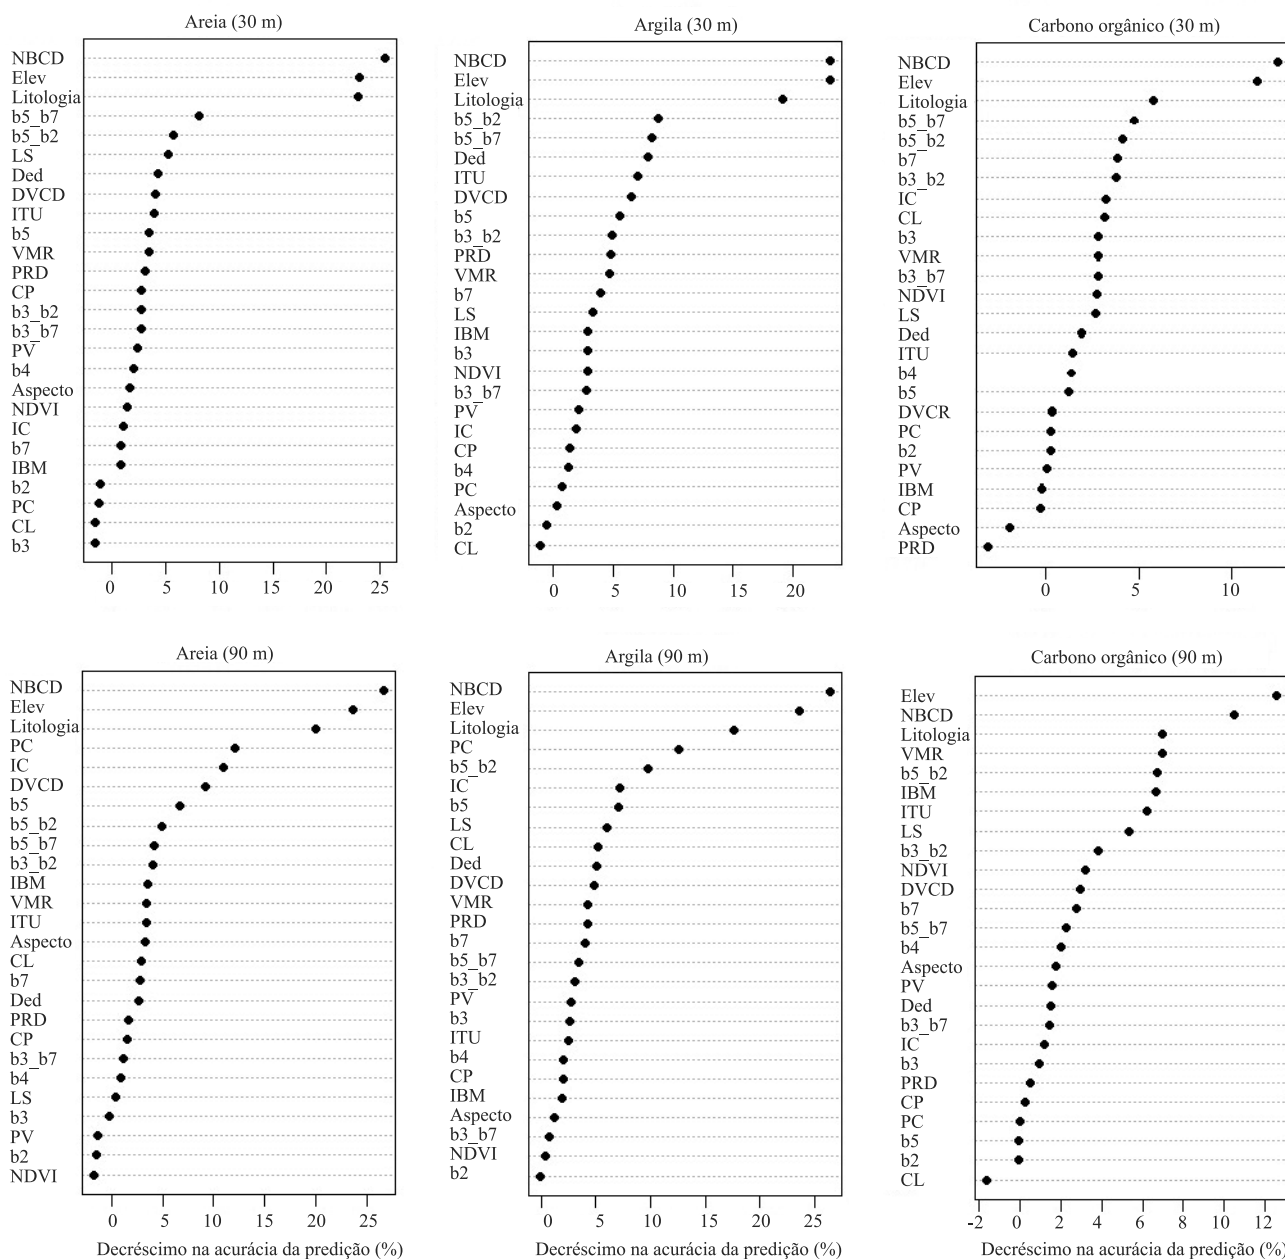 Areia (30 m)
NBCD
Elev
Litologia
b5_b7
b5_b2
LS
Ded
DVCD
ITU
b5
VMR
PRD
CP
b3_b2
b3_b7
PV
b4
Aspecto
NDVI
IC
b7
IBM
b2
PC
CL
b3
0 5 10 15 20 25
Argila (30 m)
NBCD
Elev
Litologia
b5_b2
b5_b7
Ded
ITU
DVCD
b5
b3_b2
PRD
VMR
b7
LS
IBM
b3
NDVI
b3_b7
PV
IC
CP
b4
PC
Aspecto
b2
CL
0 5 10 15 20
Carbono orgânico (30 m)
NBCD
Elev
Litologia
b5_b7
b5_b2
b7
b3_b2
IC
CL
b3
VMR
b3_b7
NDVI
LS
Ded
ITU
b4
b5
DVCR
PC
b2
PV
IBM
CP
Aspecto
PRD
0 5 10
Areia (90 m)
NBCD
Elev
Litologia
PC
IC
DVCD
b5
b5_b2
b5_b7
b3_b2
IBM
VMR
ITU
Aspecto
CL
b7
Ded
PRD
CP
b3_b7
b4
LS
b3
PV
b2
NDVI
0 5 10 15 20 25
Decréscimo na acurácia da predição (%)
Argila (90 m)
NBCD
Elev
Litologia
PC
b5_b2
IC
b5
LS
CL
Ded
DVCD
VMR
PRD
b7
b5_b7
b3_b2
PV
b3
ITU
b4
CP
IBM
Aspecto
b3_b7
NDVI
b2
0 5 10 15 20 25
Decréscimo na acurácia da predição (%)
Carbono orgânico (90 m)
Elev
NBCD
Litologia
VMR
b5_b2
IBM
ITU
LS
b3_b2
NDVI
DVCD
b7
b5_b7
b4
Aspecto
PV
Ded
b3_b7
IC
b3
PRD
CP
PC
b5
b2
CL
-2 0 2 4 6 8 10 12
Decréscimo na acurácia da predição (%)